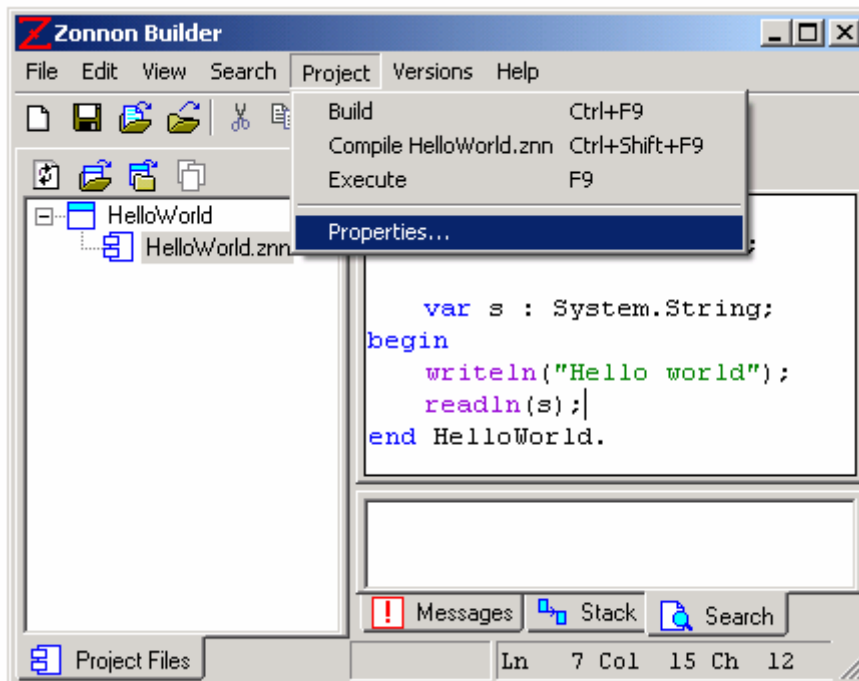 Zonnon Builder
File Edit View Search Project Versions Help
Build Ctrl+F9
Compile HelloWorld.znn Ctrl+Shift+F9
Execute F9
Properties...
HelloWorld
HelloWorld.znn
;
var s : System.String;
begin
writeln("Hello world");
readln(s);
end HelloWorld.
Messages Stack Search
Project Files
Ln 7 Col 15 Ch 12